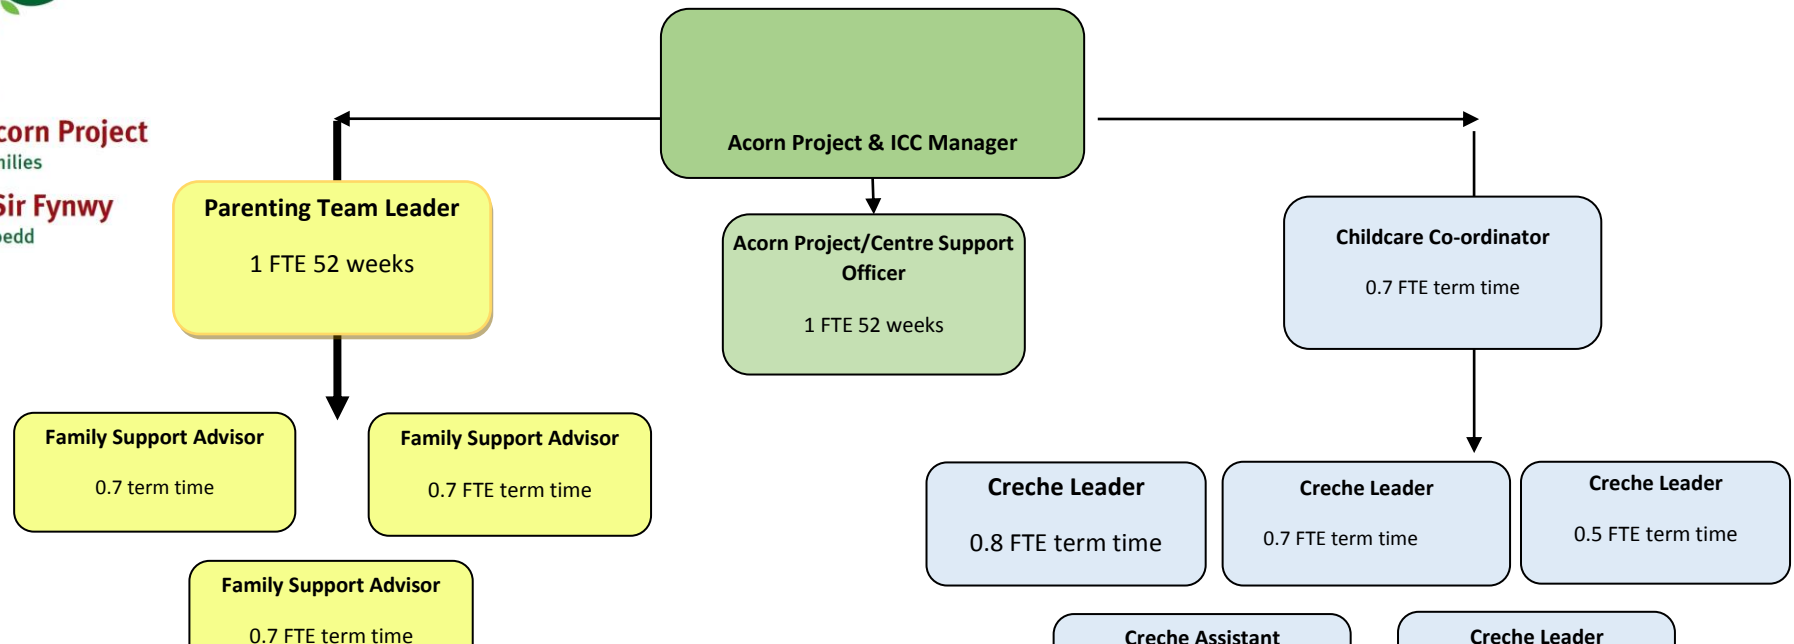 corn Project
Sir Fynwy
Acorn Project & ICC Manager
Parenting Team Leader
1 FTE 52 weeks
Acorn Project/Centre Support
Officer
1 FTE 52 weeks
Childcare Co-ordinator
0.7 FTE term time
Family Support Advisor
0.7 term time
Family Support Advisor
0.7 FTE term time
Family Support Advisor
0.7 FTE term time
Creche Leader
0.8 FTE term time
Creche Leader
0.7 FTE term time
Creche Leader
0.5 FTE term time
Creche Assistant
Creche Leader